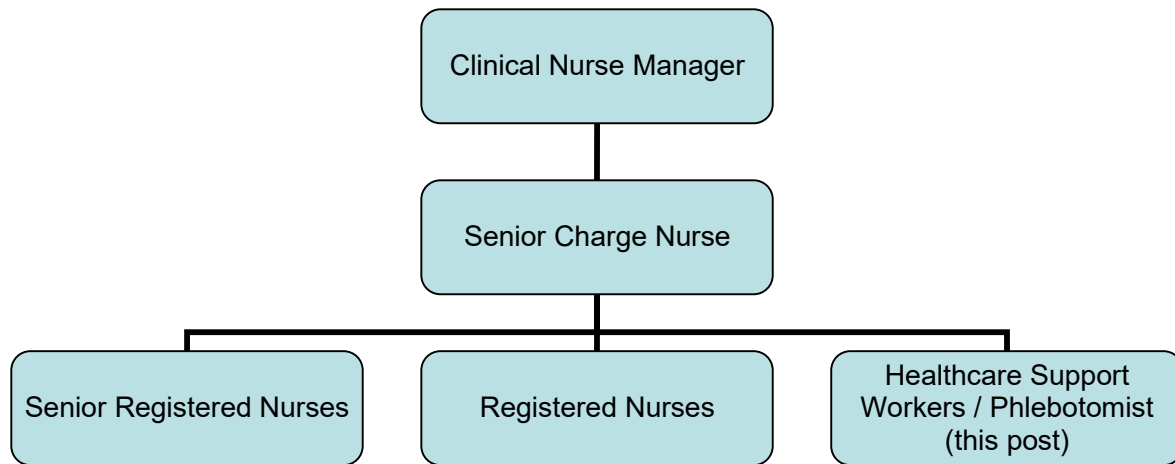 Clinical Nurse Manager
Senior Charge Nurse
Senior Registered Nurses
Registered Nurses
Healthcare Support
Workers / Phlebotomist
(this post)